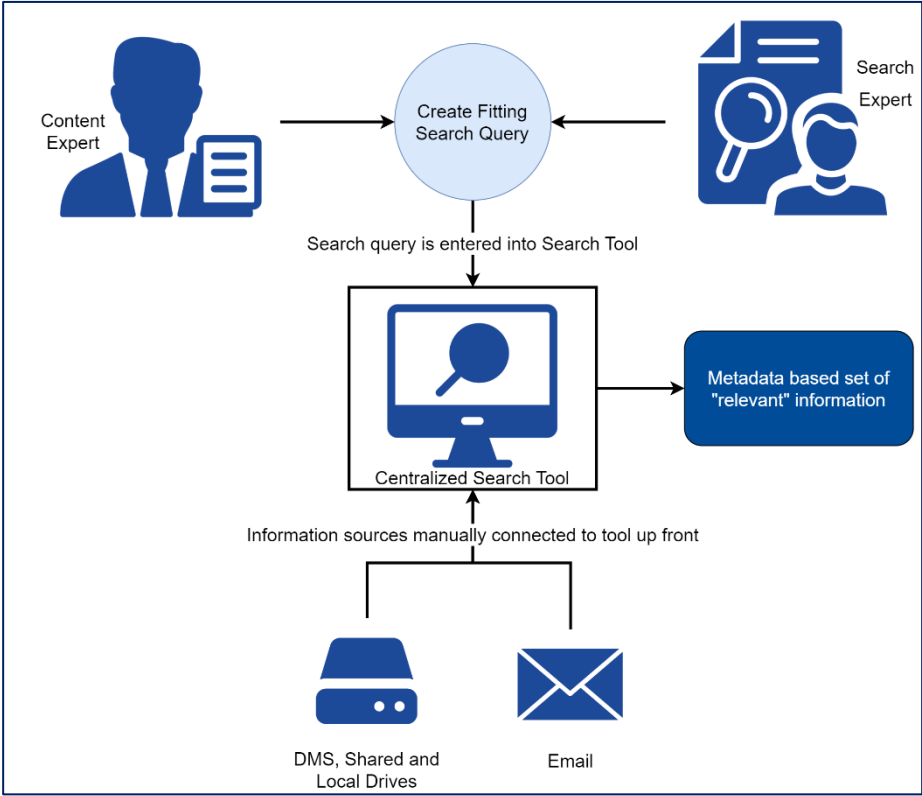 Content
Expert
Create Fitting
Search Query
Search
Expert
Search query is entered into Search Tool
Metadata based set of
"relevant" information
Centralized Search Tool
Information sources manually connected to tool up front
DMS, Shared and
Local Drives
Email